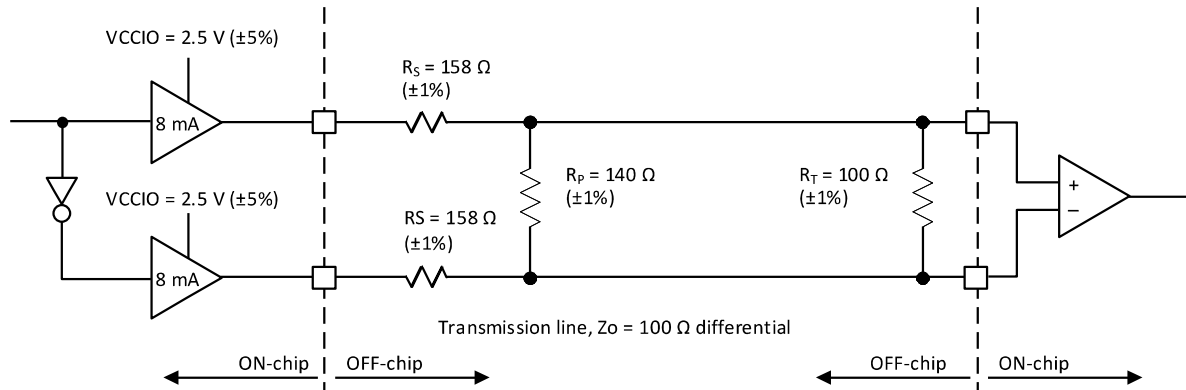 VCCIO = 2.5 V (±5%)
8 mA
R_S = 158 Ω
(±1%)
R_P = 140 Ω
(±1%)
R_T = 100 Ω
(±1%)
+
−
VCCIO = 2.5 V (±5%)
8 mA
RS = 158 Ω
(±1%)
Transmission line, Zo = 100 Ω differential
ON-chip
OFF-chip
OFF-chip
ON-chip